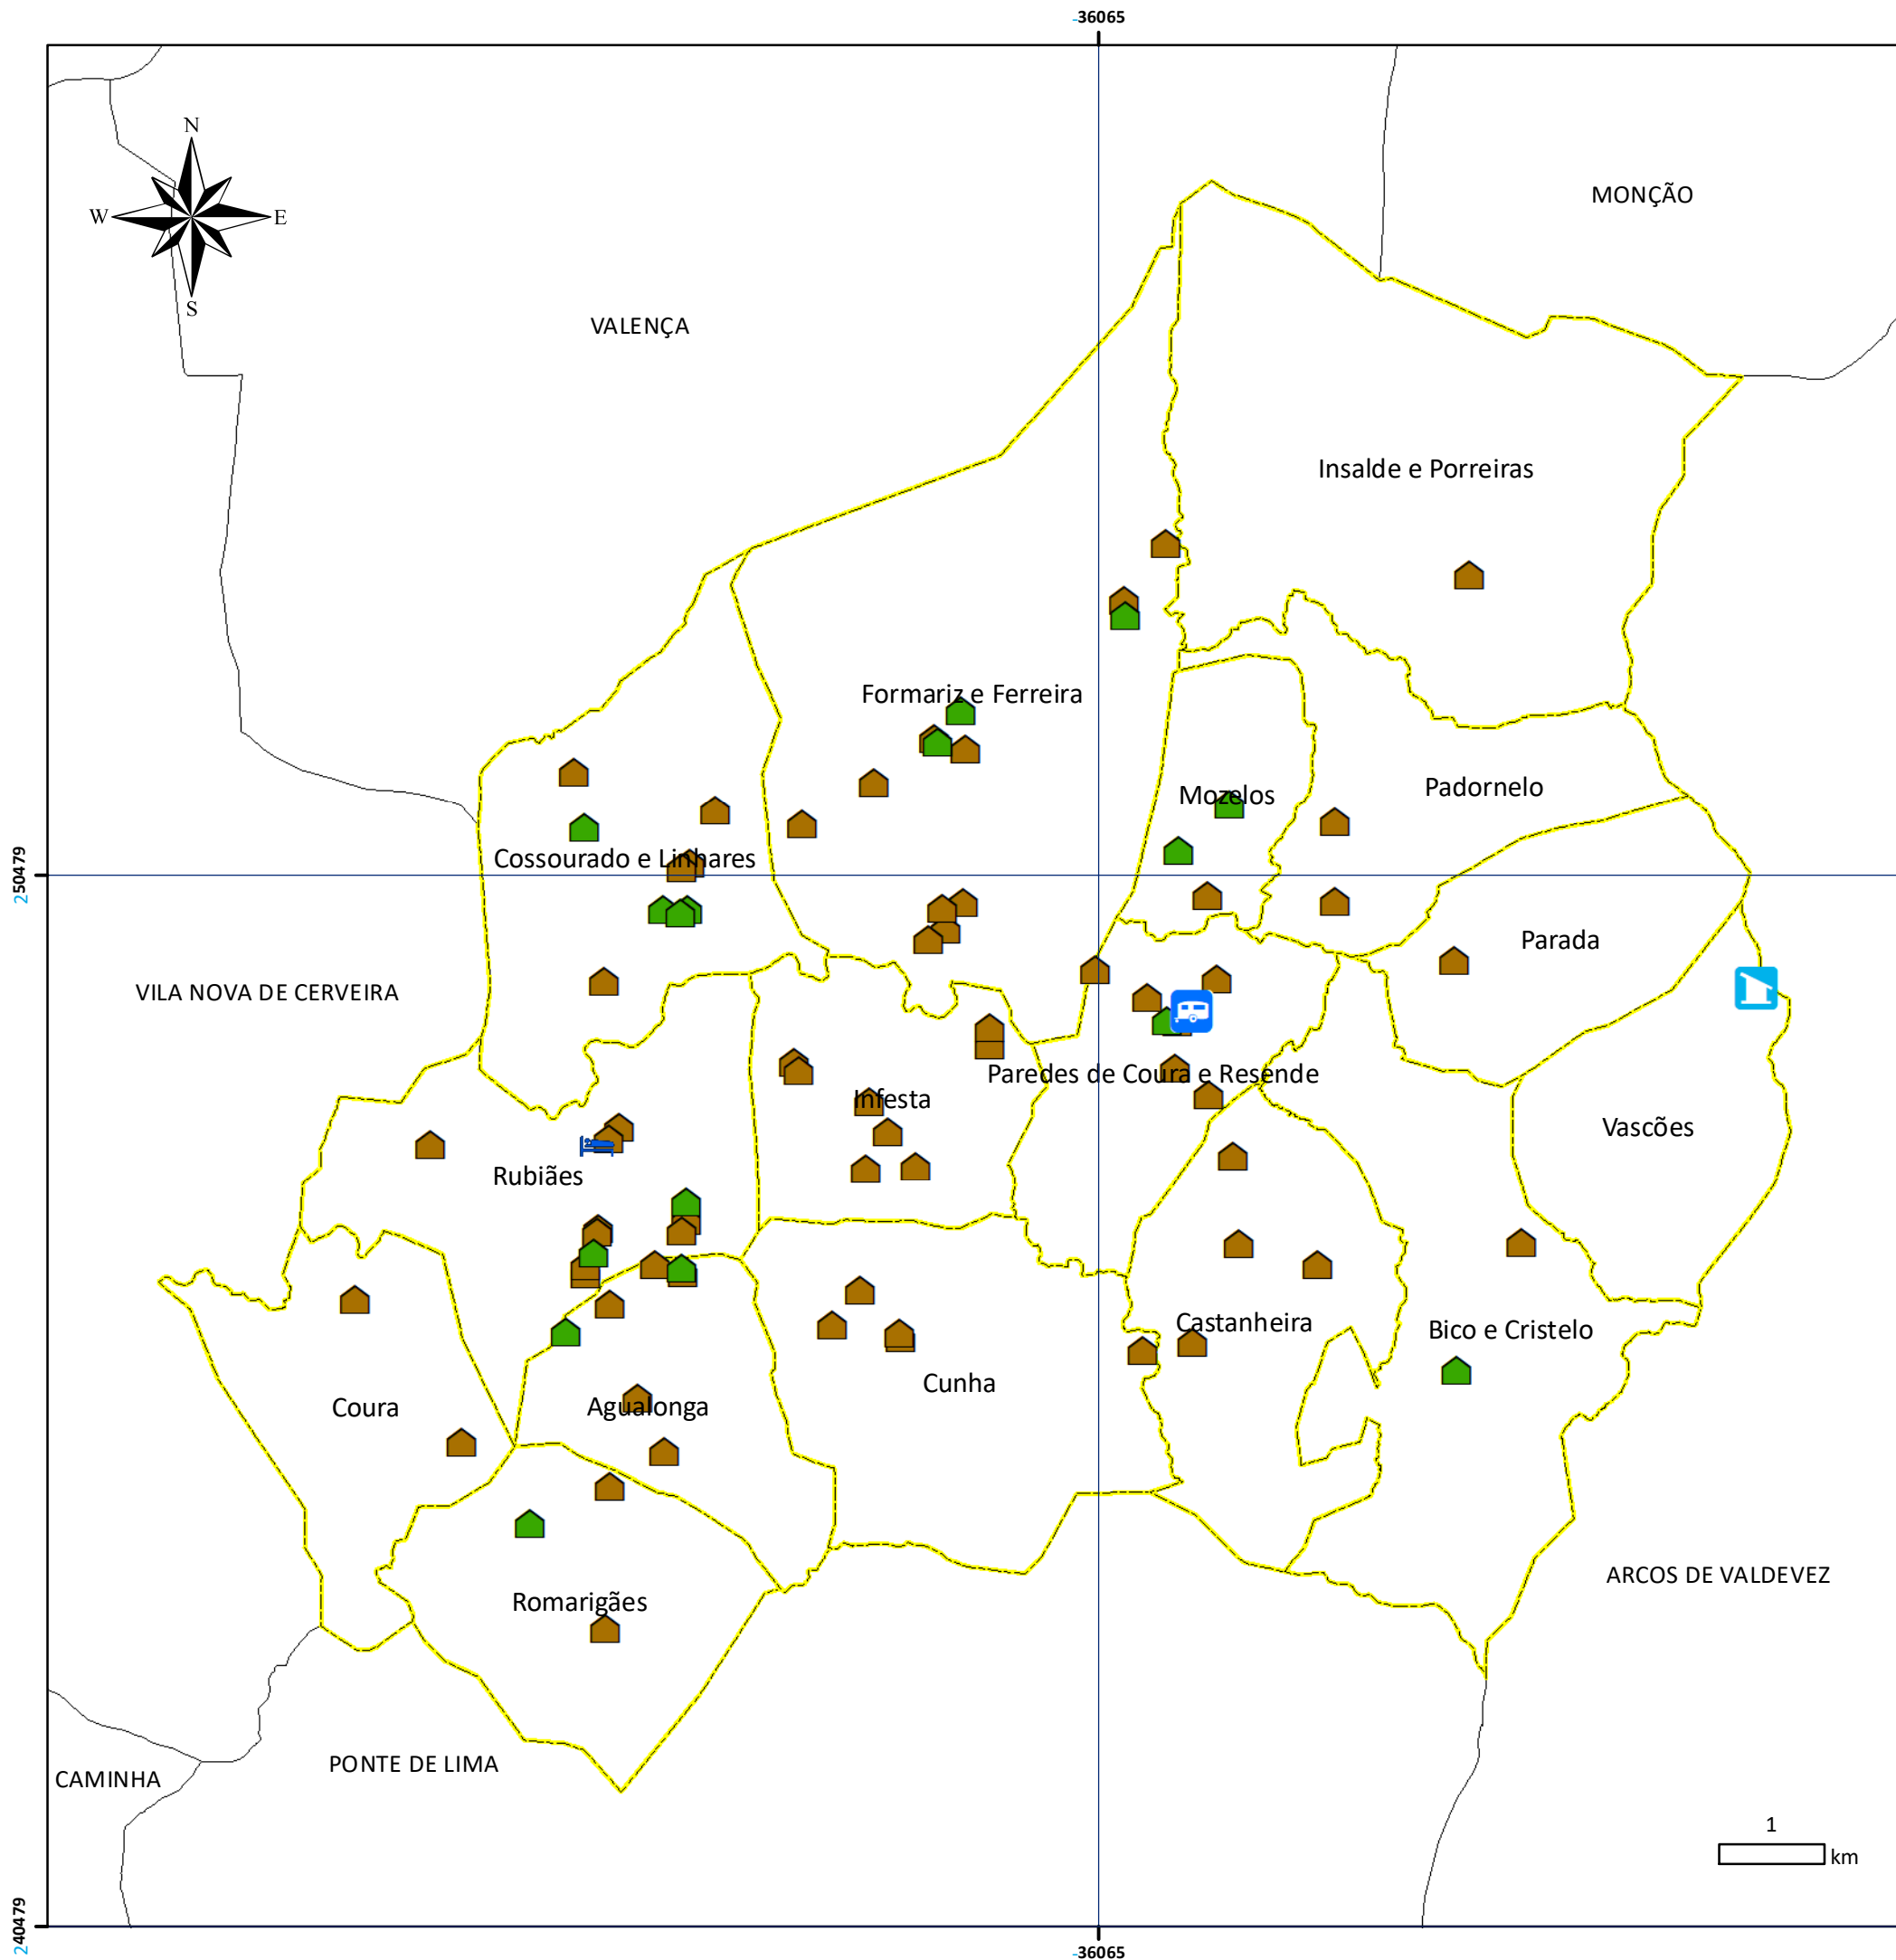 -36065
N
W
E
S
MONÇÃO
VALENÇA
Insalde e Porreiras
Formariz e Ferreira
Padornelo
Mozelos
Cossourado e Linhares
250479
Parada
VILA NOVA DE CERVEIRA
Paredes de Coura e Resende
Infesta
Vascões
Rubiães
Castanheira
Bico e Cristelo
Cunha
Coura
Agualonga
ARCOS DE VALDEVEZ
Romarigães
PONTE DE LIMA
CAMINHA
1
km
240479
-36065